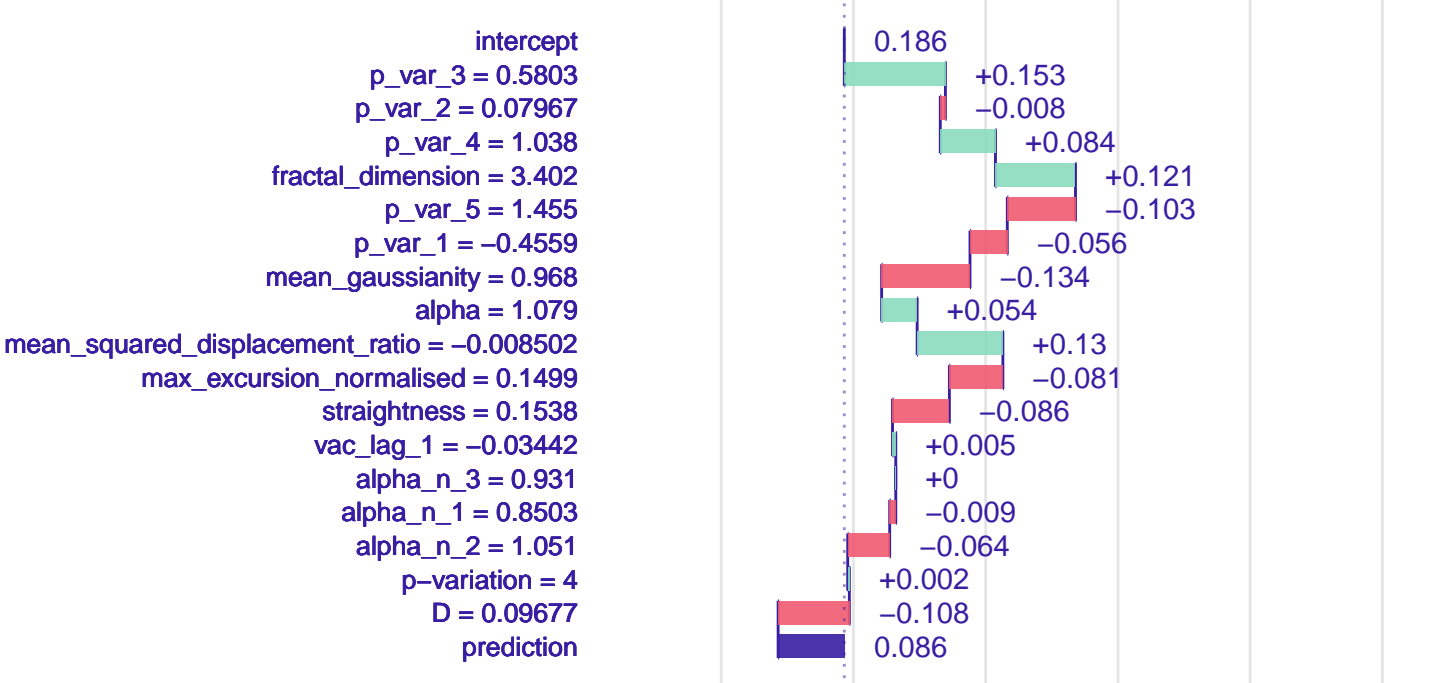 intercept 0.186
p_var_3 = 0.5803 +0.153
p_var_2 = 0.07967 −0.008
p_var_4 = 1.038 +0.084
fractal_dimension = 3.402 +0.121
p_var_5 = 1.455 −0.103
p_var_1 = −0.4559 −0.056
mean_gaussianity = 0.968 −0.134
alpha = 1.079 +0.054
mean_squared_displacement_ratio = −0.008502 +0.13
max_excursion_normalised = 0.1499 −0.081
straightness = 0.1538 −0.086
vac_lag_1 = −0.03442 +0.005
alpha_n_3 = 0.931 +0
alpha_n_1 = 0.8503 −0.009
alpha_n_2 = 1.051 −0.064
p−variation = 4 +0.002
D = 0.09677 −0.108
prediction 0.086